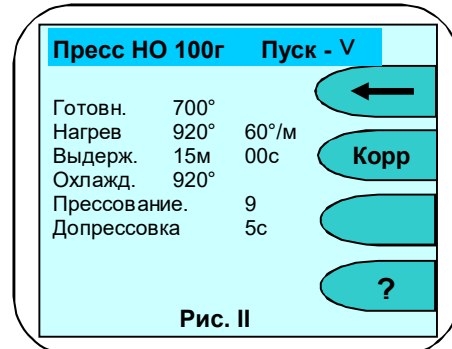 Пресс НО 100г Пуск - V
Готовн. 700°
Нагрев 920° 60°/м
Выдерж. 15м 00с
Корр
Охлажд. 920°
Прессование. 9
Допрессовка 5с
?
Рис. II